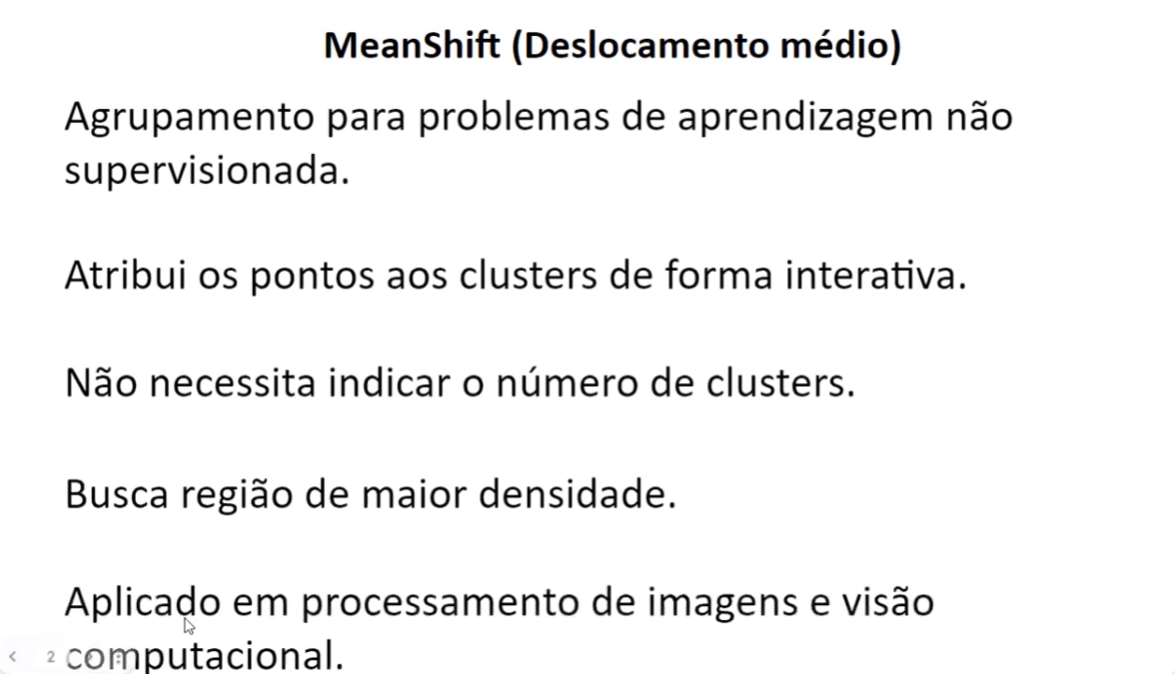 MeanShift (Deslocamento médio)
Agrupamento para problemas de aprendizagem não
supervisionada.
Atribui os pontos aos clusters de forma interativa.
Não necessita indicar o número de clusters.
Busca região de maior densidade.
Aplicado em processamento de imagens e visão
2 computacional.